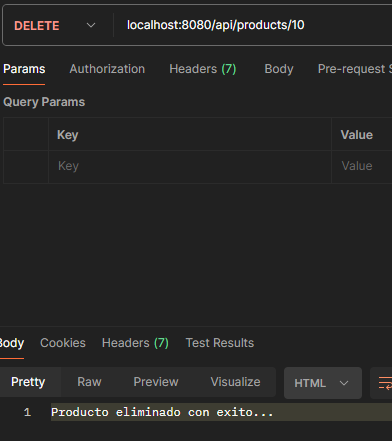 DELETE localhost:8080/api/products/10
Params Authorization Headers (7) Body Pre-request S
Query Params
Key Value
Key Value
Body Cookies Headers (7) Test Results
Pretty Raw Preview Visualize HTML
1 Producto eliminado con exito...